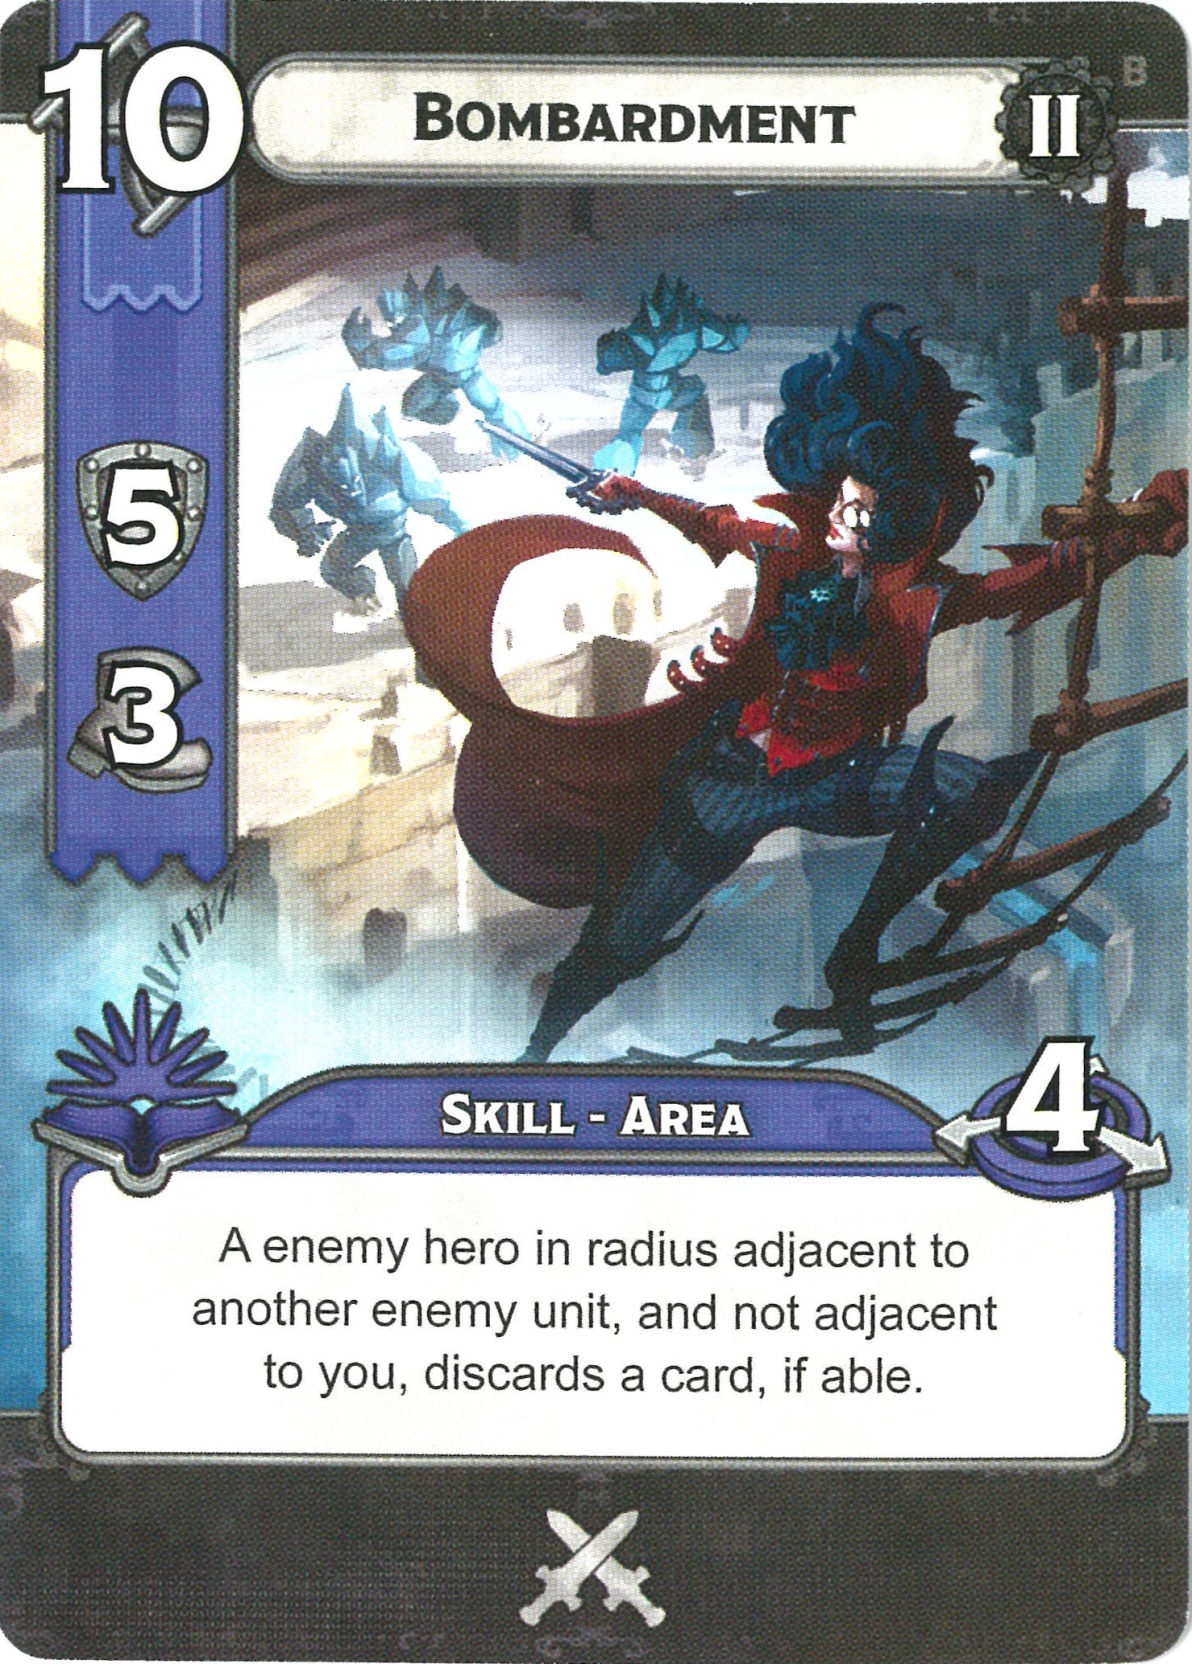 10
BOMBARDMENT
II
B
5
3
SKILL - AREA
4
A enemy hero in radius adjacent to
another enemy unit, and not adjacent
to you, discards a card, if able.